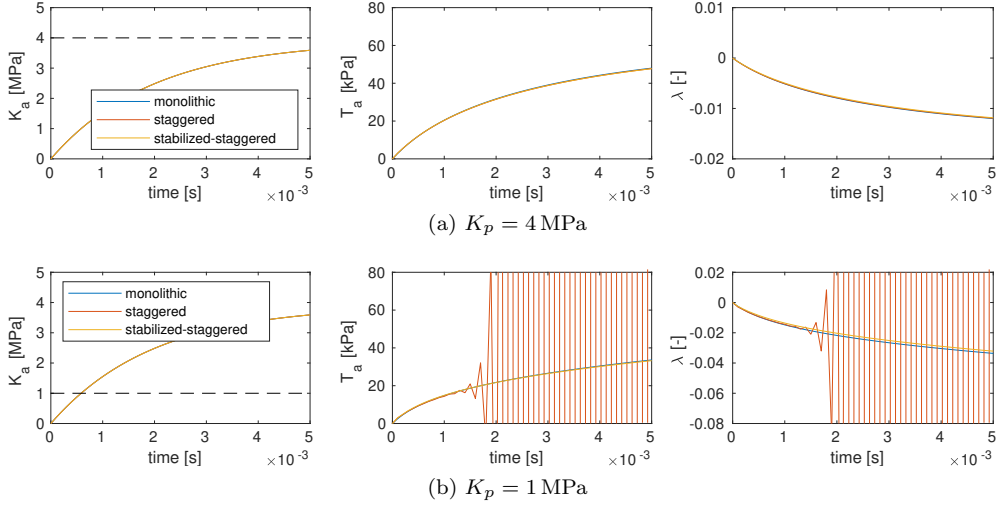 5
4
3
2
1
0
K_a [MPa]
monolithic
staggered
stabilized-staggered
0 1 2 3 4 5
time [s] ×10^-3
80
60
40
20
0
T_a [kPa]
0 1 2 3 4 5
time [s] ×10^-3
0
-0.01
-0.02
λ [-]
0 1 2 3 4 5
time [s] ×10^-3
(a) K_p = 4 MPa
5
4
3
2
1
0
K_a [MPa]
monolithic
staggered
stabilized-staggered
0 1 2 3 4 5
time [s] ×10^-3
80
60
40
20
0
T_a [kPa]
0 1 2 3 4 5
time [s] ×10^-3
0.02
0
-0.02
-0.04
-0.06
-0.08
λ [-]
0 1 2 3 4 5
time [s] ×10^-3
(b) K_p = 1 MPa